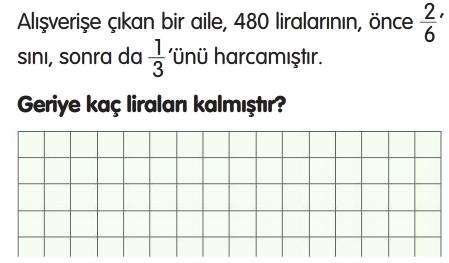 Alışverişe çıkan bir aile, 480 liralarının, önce 2/6'
sını, sonra da 1/3'ünü harcamıştır.
Geriye kaç liraları kalmıştır?